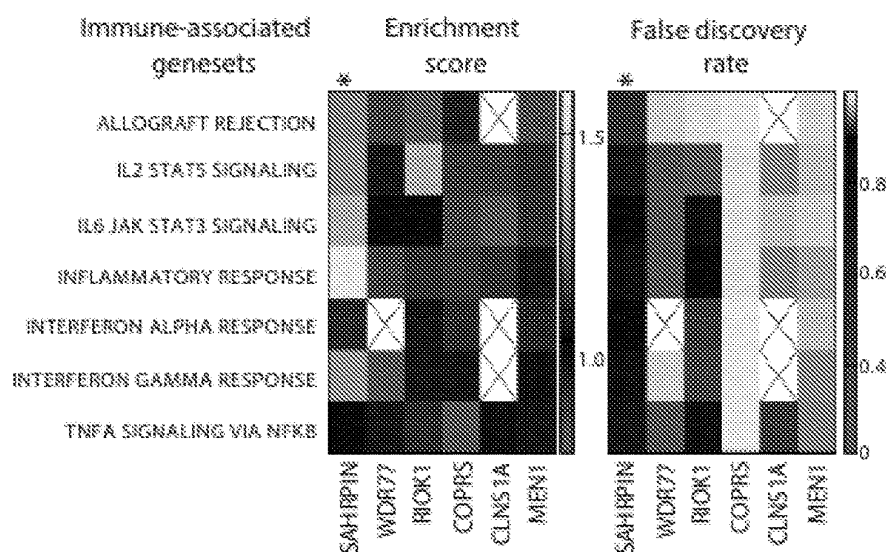 Immune-associated genesets
Enrichment score
False discovery rate
*
*
ALLOGRAFT REJECTION
IL2 STAT5 SIGNALING
IL6 JAK STAT3 SIGNALING
INFLAMMATORY RESPONSE
INTERFERON ALPHA RESPONSE
INTERFERON GAMMA RESPONSE
TNFA SIGNALING VIA NFKB
1.5
1.0
0.8
0.6
0.4
0
WDR77
RIOK1
COPRS
CLNS1A
MEN1
WDR77
RIOK1
COPRS
CLNS1A
MEN1